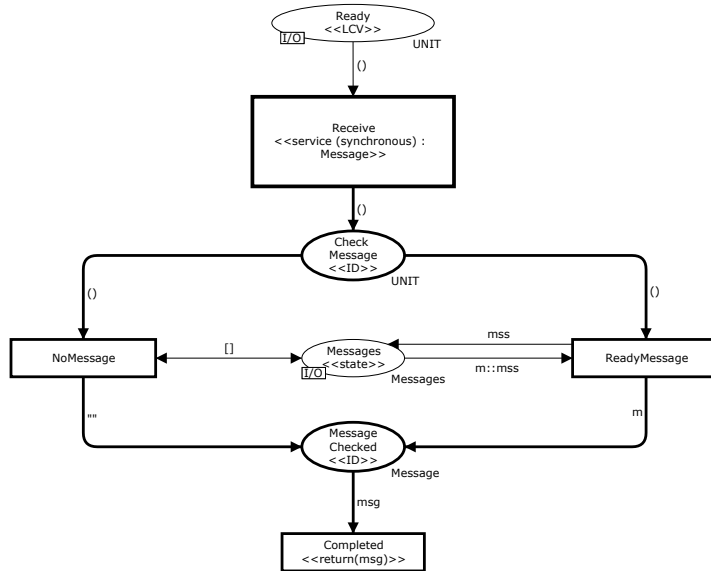 Ready
<<LCV>>
I/O
UNIT
()
Receive
<<service (synchronous) :
Message>>
()
Check
Message
<<ID>>
UNIT
()
()
NoMessage
[]
Messages
<<state>>
I/O
Messages
mss
m::mss
ReadyMessage
""
Message
Checked
<<ID>>
Message
m
msg
Completed
<<return(msg)>>